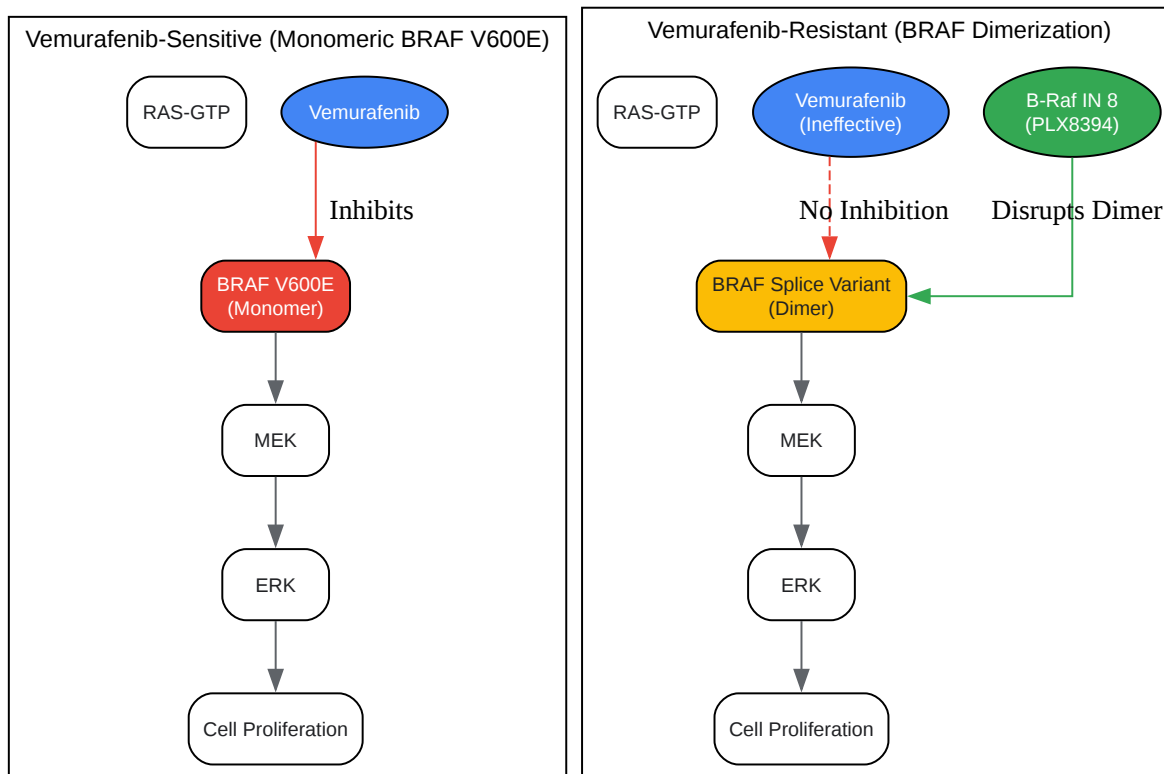 Vemurafenib-Sensitive (Monomeric BRAF V600E)
RAS-GTP
Vemurafenib
Inhibits
BRAF V600E
(Monomer)
MEK
ERK
Cell Proliferation
Vemurafenib-Resistant (BRAF Dimerization)
RAS-GTP
Vemurafenib
(Ineffective)
B-Raf IN 8
(PLX8394)
No Inhibition
Disrupts Dimer
BRAF Splice Variant
(Dimer)
MEK
ERK
Cell Proliferation